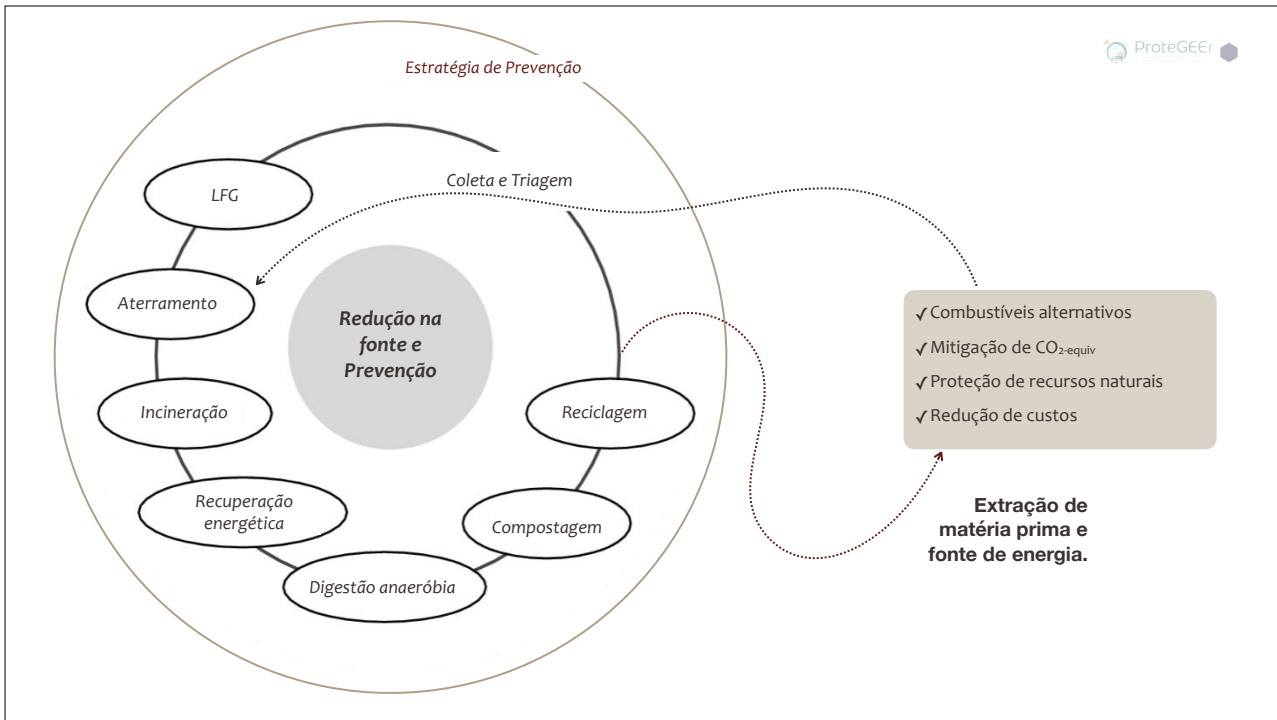 ProteGEEr
Estratégia de Prevenção
LFG
Coleta e Triagem
Aterramento
Redução na
fonte e
Prevenção
Incineração
Reciclagem
Recuperação
energética
Compostagem
Digestão anaeróbia
✓ Combustíveis alternativos
✓ Mitigação de CO₂-equiv
✓ Proteção de recursos naturais
✓ Redução de custos
Extração de
matéria prima e
fonte de energia.